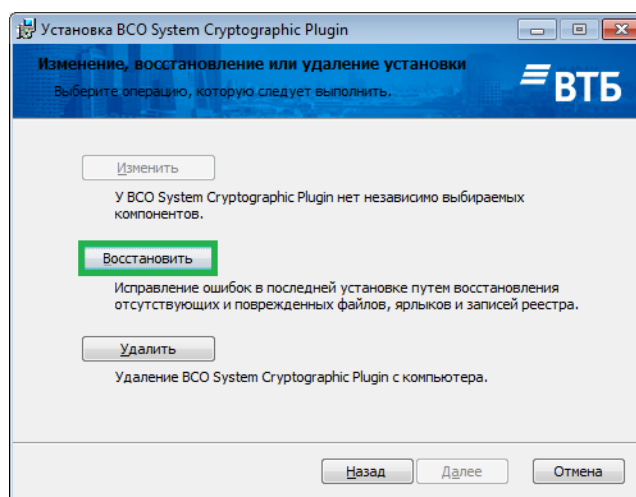 Установка BCO System Cryptographic Plugin
Изменение, восстановление или удаление установки
Выберите операцию, которую следует выполнить.
ВТБ
Изменить
У BCO System Cryptographic Plugin нет независимо выбираемых
компонентов.
Восстановить
Исправление ошибок в последней установке путем восстановления
отсутствующих и поврежденных файлов, ярлыков и записей реестра.
Удалить
Удаление BCO System Cryptographic Plugin с компьютера.
Назад Далее Отмена